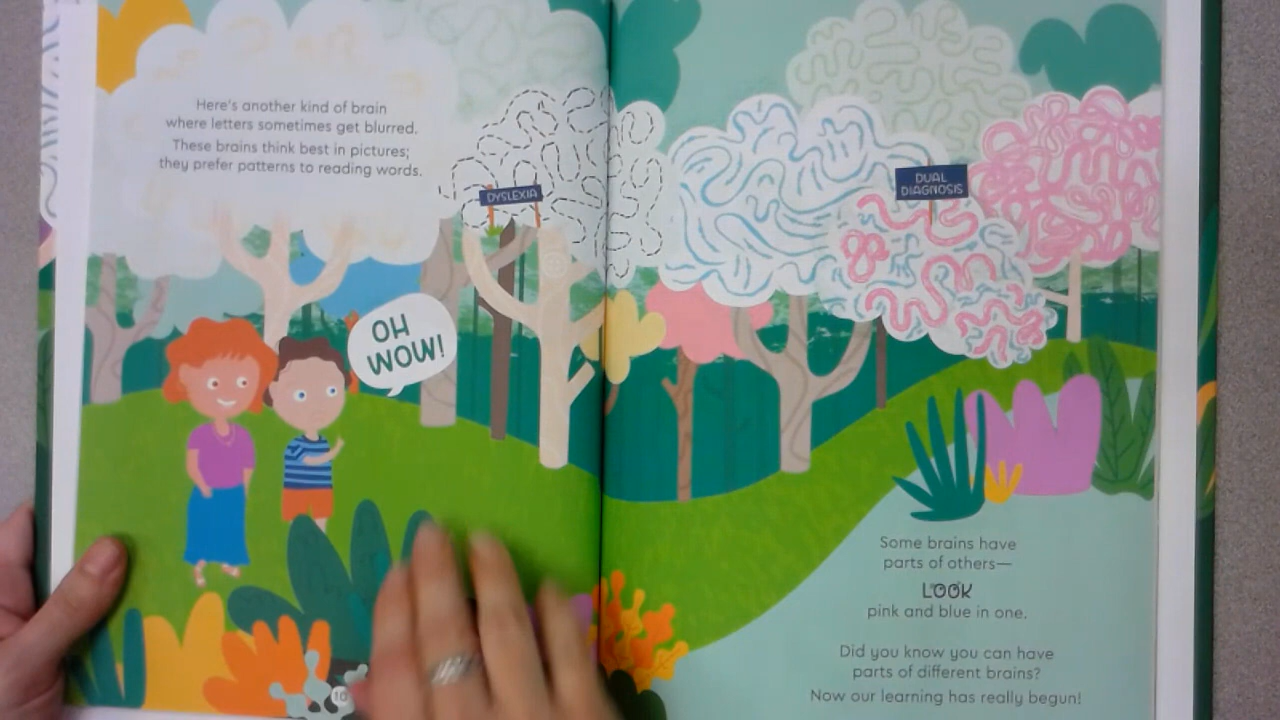 Here's another kind of brain
where letters sometimes get blurred.
These brains think best in pictures;
they prefer patterns to reading words.
DYSLEXIA
OH
WOW!
10
DUAL
DIAGNOSIS
Some brains have
parts of others—
LOOK
pink and blue in one.
Did you know you can have
parts of different brains?
Now our learning has really begun!